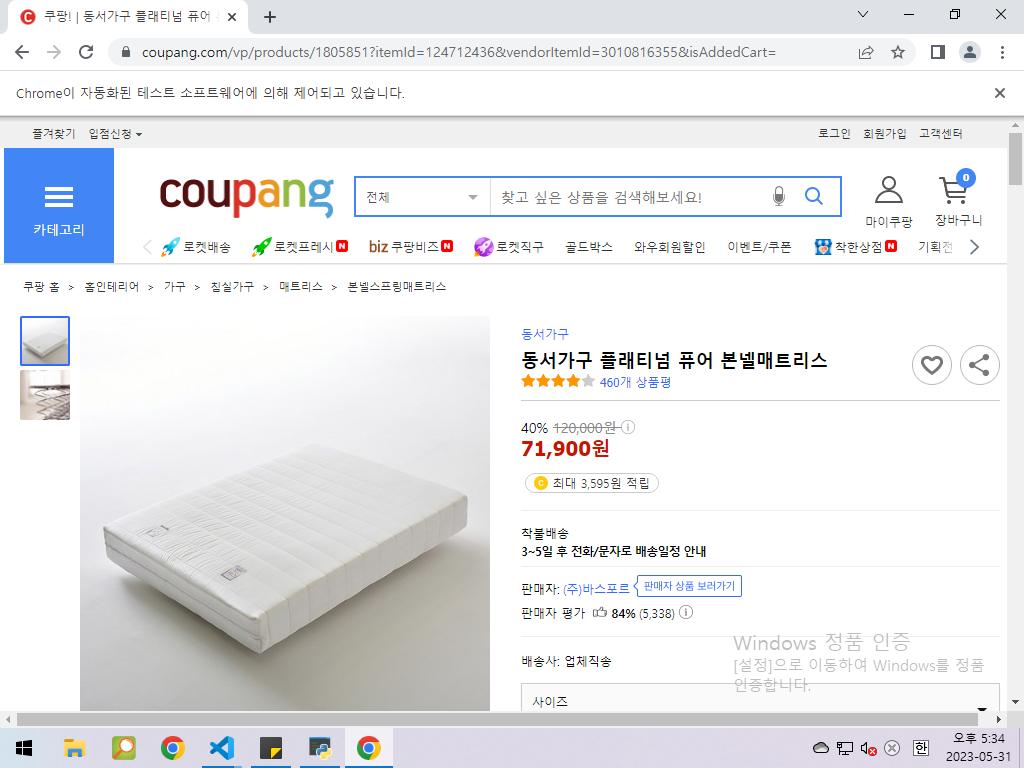 쿠팡! | 동서가구 플래티넘 퓨어
coupang.com/vp/products/1805851?itemId=124712436&vendorItemId=3010816355&isAddedCart=
Chrome이 자동화된 테스트 소프트웨어에 의해 제어되고 있습니다.
즐겨찾기 입점신청 로그인 회원가입 고객센터
카테고리
coupang
전체 찾고 싶은 상품을 검색해보세요!
마이쿠팡
0
장바구니
로켓배송 로켓프레시 N biz 쿠팡비즈 N 로켓직구 골드박스 와우회원할인 이벤트/쿠폰 착한상점 N 기획전
쿠팡 홈 > 홈인테리어 > 가구 > 침실가구 > 매트리스 > 본넬스프링매트리스
동서가구
동서가구 플래티넘 퓨어 본넬매트리스
460개 상품평
40% 120,000원
71,900원
C 최대 3,595원 적립
착불배송
3~5일 후 전화/문자로 배송일정 안내
판매자: (주)바스포르 판매자 상품 보러가기
판매자 평가 84% (5,338)
배송사: 업체직송
사이즈
Windows 정품 인증
[설정]으로 이동하여 Windows를 정품
인증합니다.
한
오후 5:34
2023-05-31